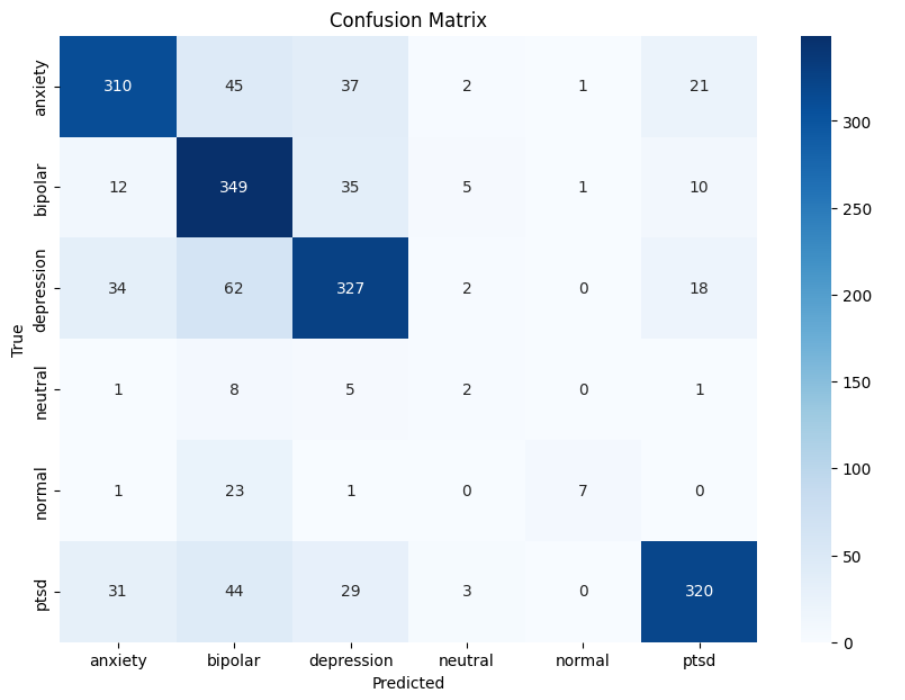 Confusion Matrix
True
anxiety 310 45 37 2 1 21
bipolar 12 349 35 5 1 10
depression 34 62 327 2 0 18
neutral 1 8 5 2 0 1
normal 1 23 1 0 7 0
ptsd 31 44 29 3 0 320
anxiety bipolar depression neutral normal ptsd
Predicted
300
250
200
150
100
50
0